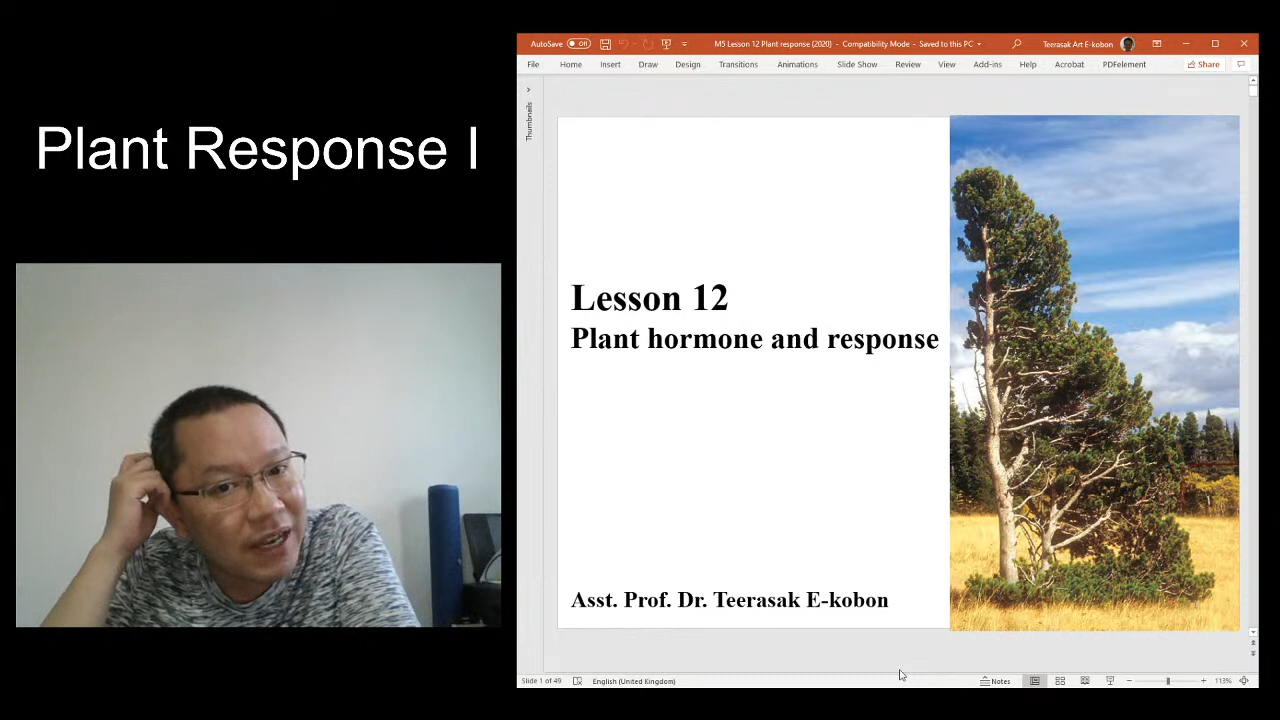 Plant Response I
AutoSave Off
M5 Lesson 12 Plant response (2020) - Compatibility Mode - Saved to this PC
Teerasak Art E-kobon
File Home Insert Draw Design Transitions Animations Slide Show Review View Add-ins Help Acrobat PDFelement Share
Thumbnails
Lesson 12
Plant hormone and response
Asst. Prof. Dr. Teerasak E-kobon
Slide 1 of 49 English (United Kingdom) Notes 113%